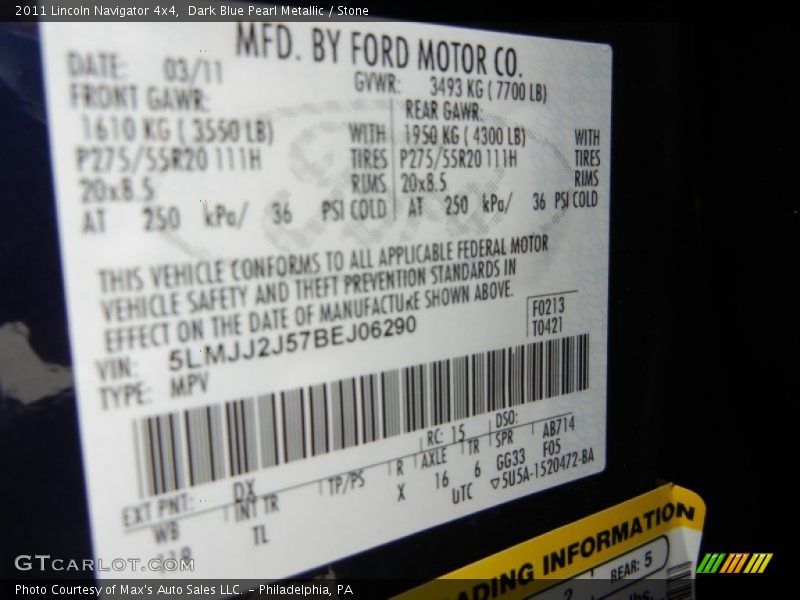 2011 Lincoln Navigator 4x4, Dark Blue Pearl Metallic / Stone
MFD. BY FORD MOTOR CO.
DATE: 03/11 GVWR: 3493 KG ( 7700 LB)
FRONT GAWR: REAR GAWR:
1610 KG ( 3550 LB) WITH 1950 KG ( 4300 LB) WITH
P275/55R20 111H TIRES P275/55R20 111H TIRES
20x8.5 RIMS 20x8.5 RIMS
AT 250 kPa/ 36 PSI COLD AT 250 kPa/ 36 PSI COLD
THIS VEHICLE CONFORMS TO ALL APPLICABLE FEDERAL MOTOR
VEHICLE SAFETY AND THEFT PREVENTION STANDARDS IN
EFFECT ON THE DATE OF MANUFACTURE SHOWN ABOVE.
VIN: 5LMJJ2J57BEJ06290 F0213
TYPE: MPV T0421
RC: 15 DSO:
EXT PNT: DX AB714
WB INT TR TP/PS R AXLE TR SPR F05
TL X 16 6 GG33
UTC ▽5U5A-1520472-BA
ADING INFORMATION
REAR: 5
2
lbs.
GTCARLOT.COM
Photo Courtesy of Max's Auto Sales LLC. - Philadelphia, PA